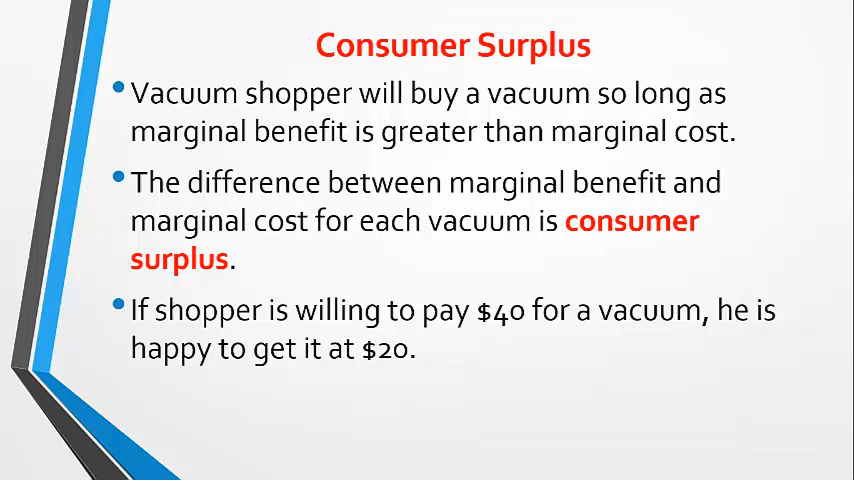 Consumer Surplus
•Vacuum shopper will buy a vacuum so long as
marginal benefit is greater than marginal cost.
•The difference between marginal benefit and
marginal cost for each vacuum is consumer
surplus.
•If shopper is willing to pay $40 for a vacuum, he is
happy to get it at $20.